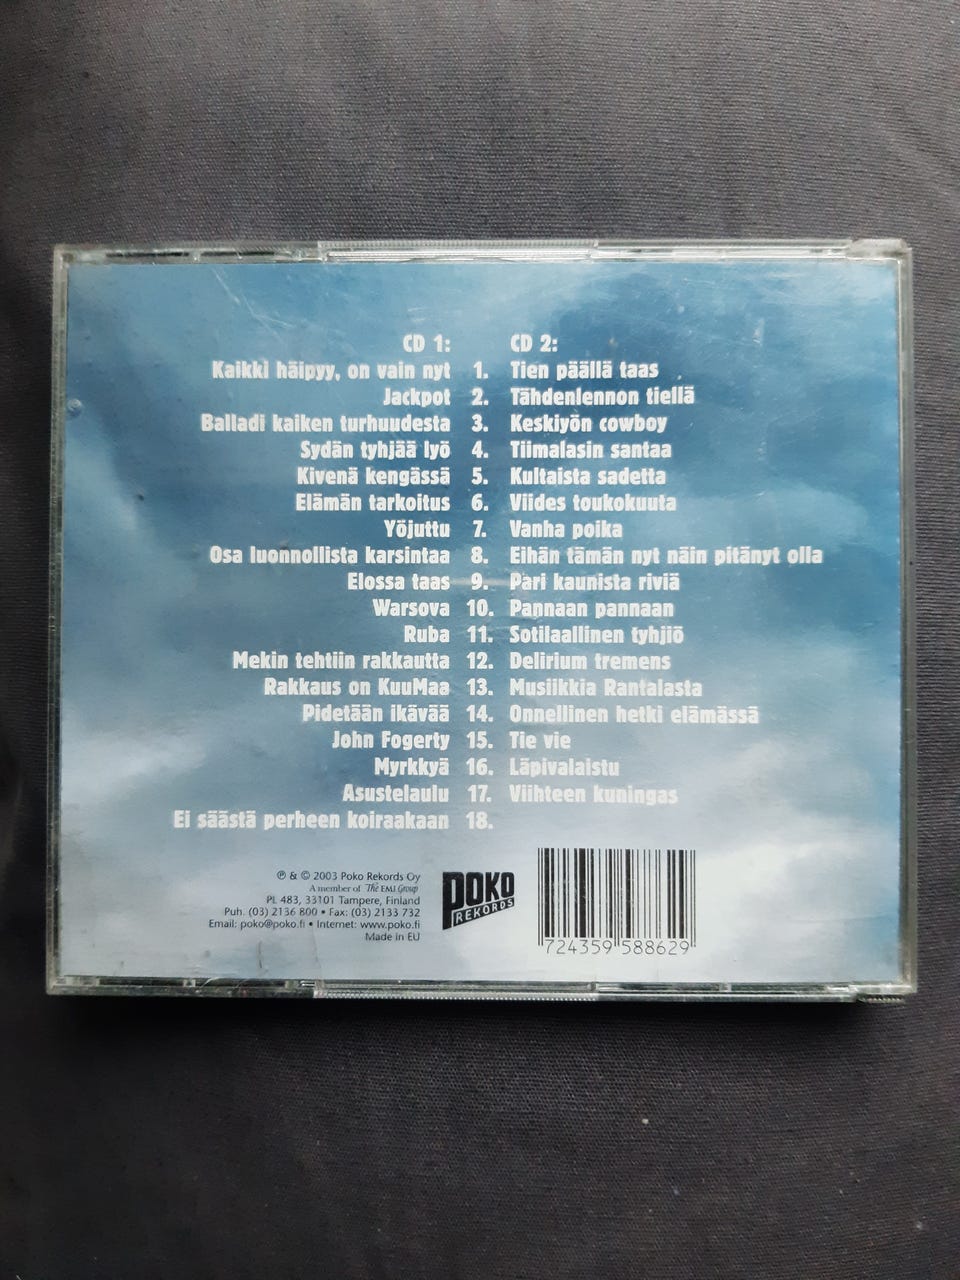 CD 1:
Kaikki häipyy, on vain nyt 1.
Jackpot 2.
Balladi kaiken turhuudesta 3.
Sydän tyhjää lyö 4.
Kivenä kengässä 5.
Elämän tarkoitus 6.
Yöjuttu 7.
Osa luonnollista karsintaa 8.
Elossa taas 9.
Warsova 10.
Ruba 11.
Mekin tehtiin rakkautta 12.
Rakkaus on KuuMaa 13.
Pidetään ikävää 14.
John Fogerty 15.
Myrkkyä 16.
Asustelaulu 17.
Ei säästä perheen koiraakaan 18.
CD 2:
Tien päällä taas
Tähdenlennon tiellä
Keskiyön cowboy
Tiimalasin santaa
Kultaista sadetta
Viides toukokuuta
Vanha poika
Eihän tämän nyt näin pitänyt olla
Pari kaunista riviä
Pannaan pannaan
Sotilaallinen tyhjiö
Delirium tremens
Musiikkia Rantalasta
Onnellinen hetki elämässä
Tie vie
Läpivalaistu
Viihteen kuningas
℗ & © 2003 Poko Rekords Oy
A member of The EMI Group
PL 483, 33101 Tampere, Finland
Puh. (03) 2136 800 • Fax: (03) 2133 732
Email: poko@poko.fi • Internet: www.poko.fi
Made in EU
POKO
REKORDS
724359 588629